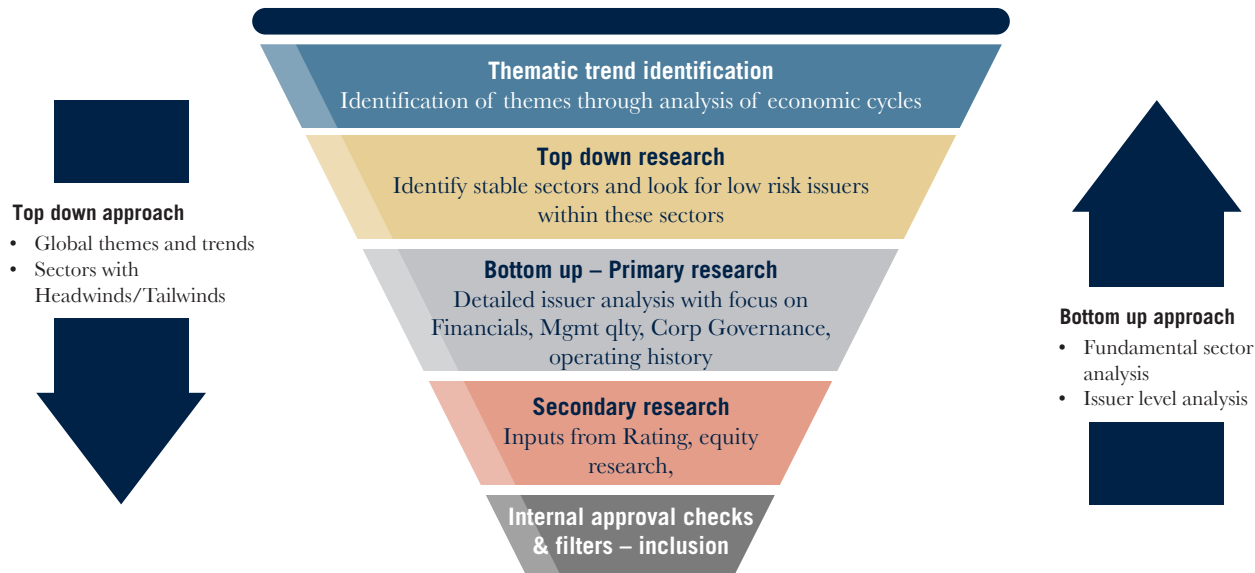 Thematic trend identification
Identification of themes through analysis of economic cycles
Top down research
Identify stable sectors and look for low risk issuers
within these sectors
Bottom up – Primary research
Detailed issuer analysis with focus on
Financials, Mgmt qlty, Corp Governance,
operating history
Secondary research
Inputs from Rating, equity
research,
Internal approval checks
& filters – inclusion
Top down approach
• Global themes and trends
• Sectors with
Headwinds/Tailwinds
Bottom up approach
• Fundamental sector
analysis
• Issuer level analysis